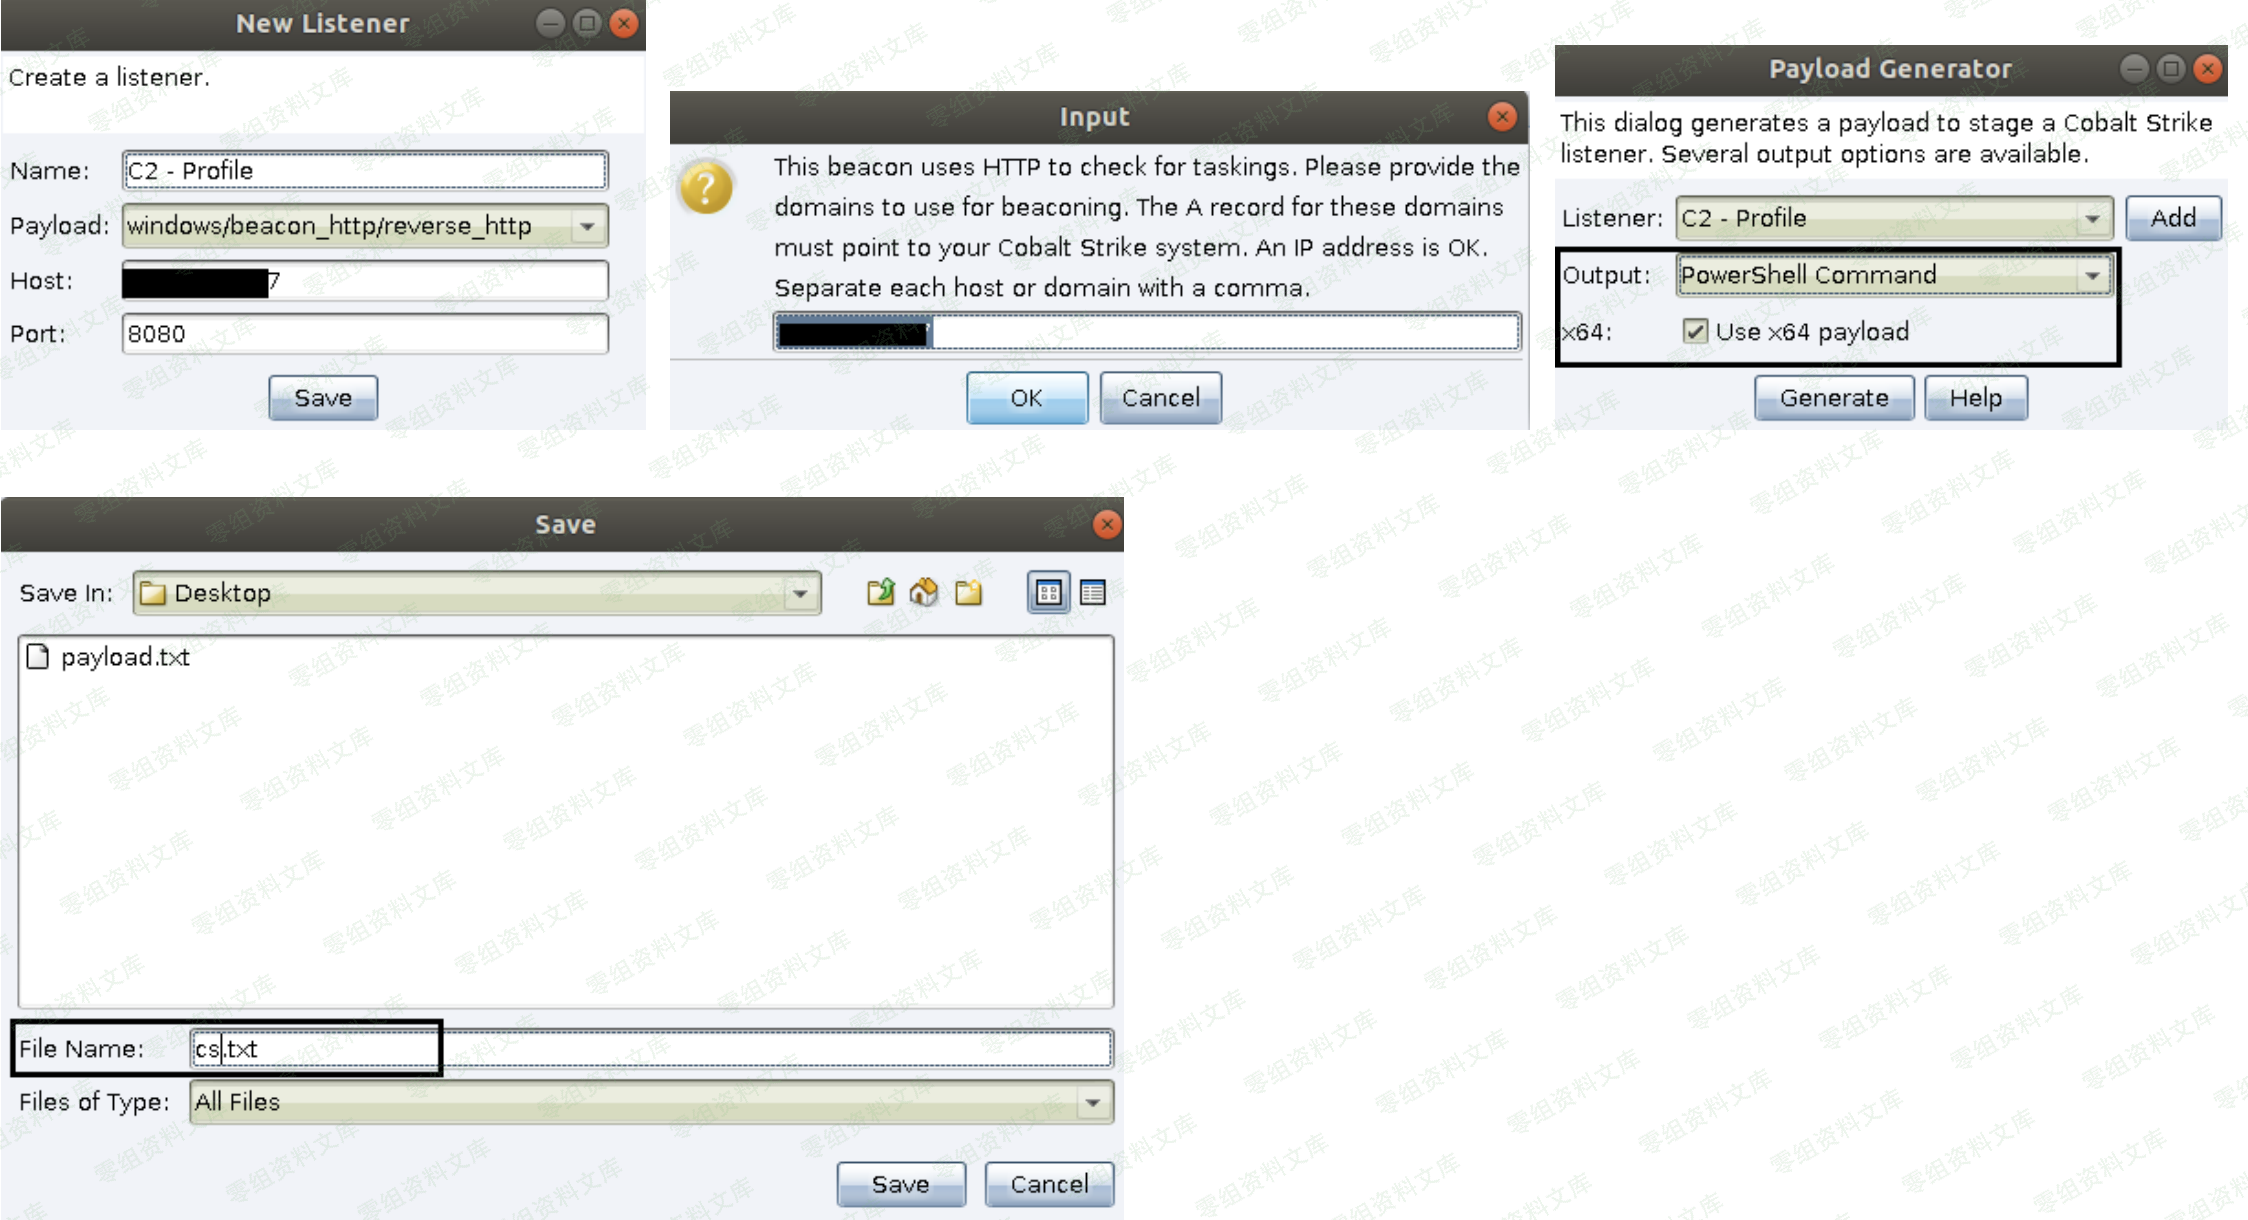 New Listener
Create a listener.
Name: C2 - Profile
Payload: windows/beacon_http/reverse_http
Host: 7
Port: 8080
Save
Input
This beacon uses HTTP to check for taskings. Please provide the
domains to use for beaconing. The A record for these domains
must point to your Cobalt Strike system. An IP address is OK.
Separate each host or domain with a comma.
OK Cancel
Payload Generator
This dialog generates a payload to stage a Cobalt Strike
listener. Several output options are available.
Listener: C2 - Profile Add
Output: PowerShell Command
x64: Use x64 payload
Generate Help
Save
Save In: Desktop
payload.txt
File Name: cs.txt
Files of Type: All Files
Save Cancel
零组资料文库